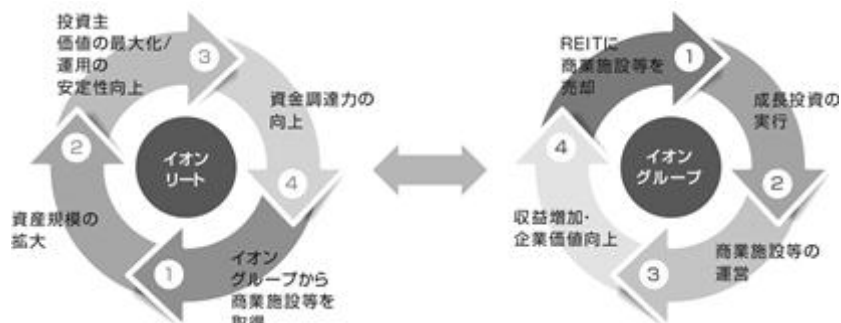 投資主
価値の最大化/
運用の
安定性向上
③
資金調達力の
向上
②
イオン
リート
④
資産規模の
拡大
①
イオン
グループから
商業施設等を
取得
REITに
商業施設等を
売却
①
成長投資の
実行
④
イオン
グループ
②
収益増加・
企業価値向上
③
商業施設等の
運営